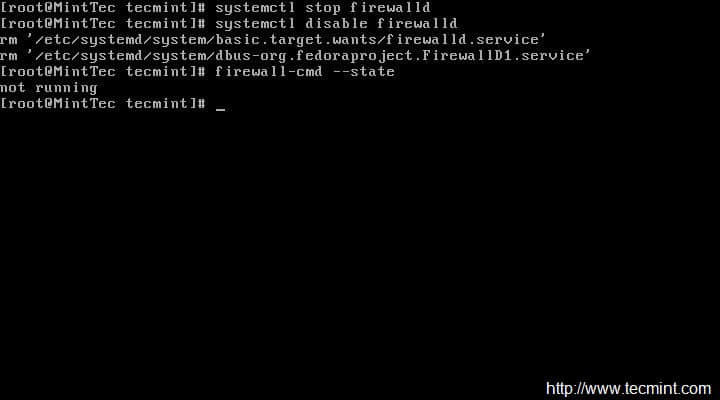 [root@MintTec tecmint]# systemctl stop firewalld
[root@MintTec tecmint]# systemctl disable firewalld
rm '/etc/systemd/system/basic.target.wants/firewalld.service'
rm '/etc/systemd/system/dbus-org.fedoraproject.FirewallD1.service'
[root@MintTec tecmint]# firewall-cmd --state
not running
[root@MintTec tecmint]# _
http://www.tecmint.com